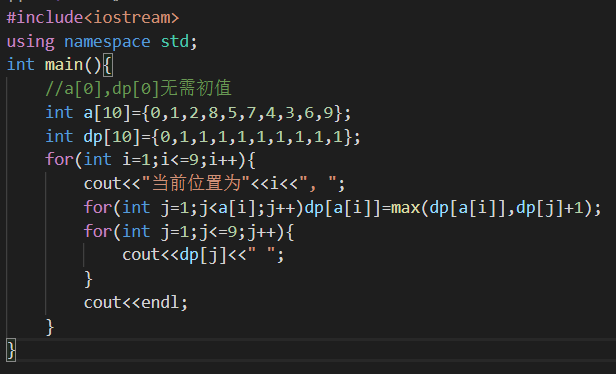 #include<iostream>
using namespace std;
int main(){
//a[0],dp[0]无需初值
int a[10]={0,1,2,8,5,7,4,3,6,9};
int dp[10]={0,1,1,1,1,1,1,1,1,1};
for(int i=1;i<=9;i++){
cout<<"当前位置为"<<i<<", ";
for(int j=1;j<a[i];j++)dp[a[i]]=max(dp[a[i]],dp[j]+1);
for(int j=1;j<=9;j++){
cout<<dp[j]<<" ";
}
cout<<endl;
}
}